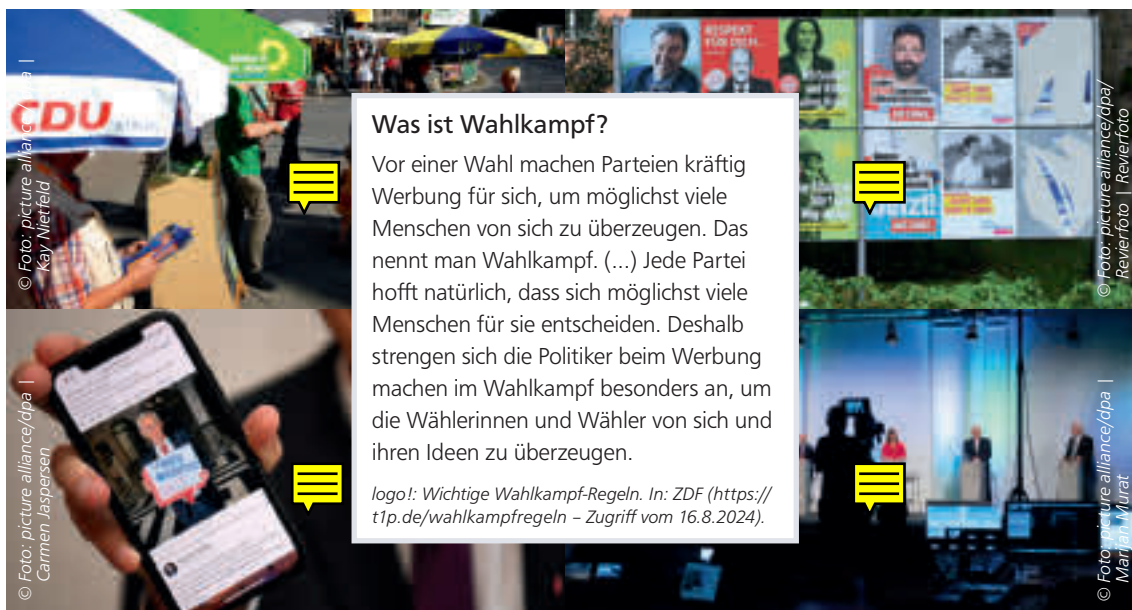 CDU
RESPEKT
FÜR DICH.
© Foto: picture alliance / dpa |
Kay Nietfeld
© Foto: picture alliance/dpa/
Revierfoto | Revierfoto
Was ist Wahlkampf?
Vor einer Wahl machen Parteien kräftig
Werbung für sich, um möglichst viele
Menschen von sich zu überzeugen. Das
nennt man Wahlkampf. (...) Jede Partei
hofft natürlich, dass sich möglichst viele
Menschen für sie entscheiden. Deshalb
strengen sich die Politiker beim Werbung
machen im Wahlkampf besonders an, um
die Wählerinnen und Wähler von sich und
ihren Ideen zu überzeugen.
logo!: Wichtige Wahlkampf-Regeln. In: ZDF (https://
t1p.de/wahlkampfregeln – Zugriff vom 16.8.2024).
© Foto: picture alliance/dpa |
Carmen Jaspersen
© Foto: picture alliance/dpa |
Marijan Murat